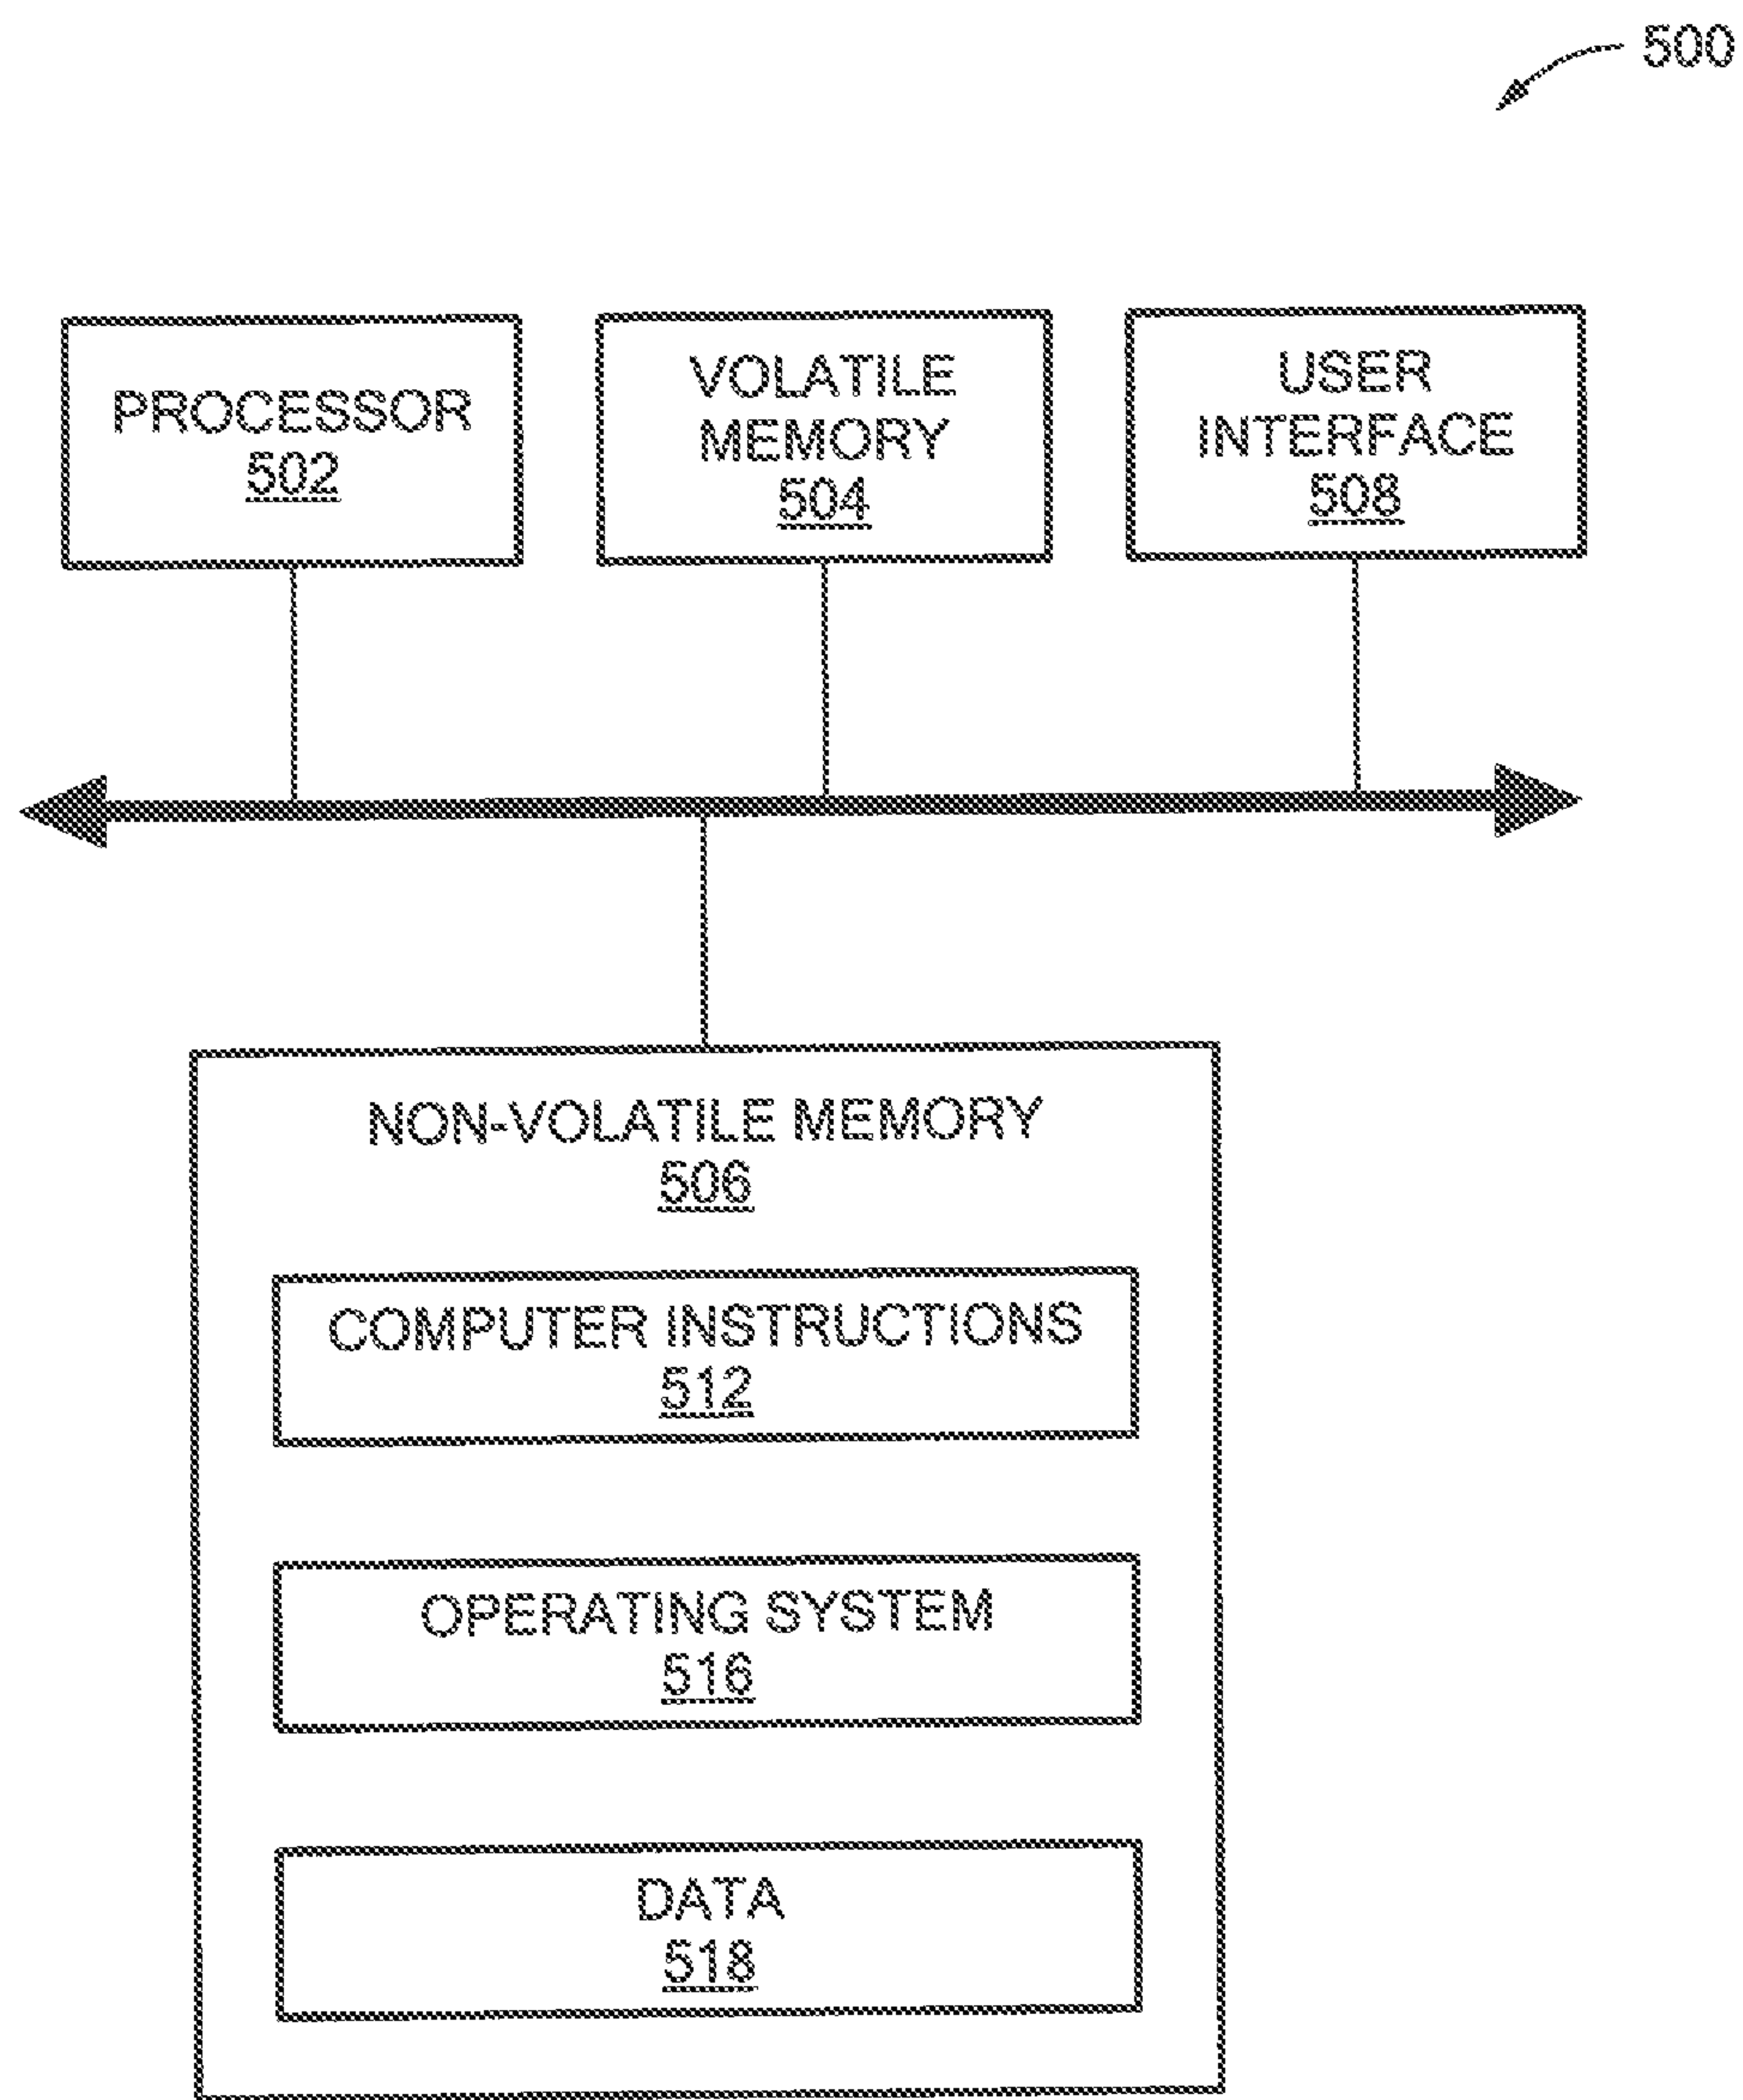 500
PROCESSOR
502
VOLATILE
MEMORY
504
USER
INTERFACE
508
NON-VOLATILE MEMORY
506
COMPUTER INSTRUCTIONS
512
OPERATING SYSTEM
516
DATA
518